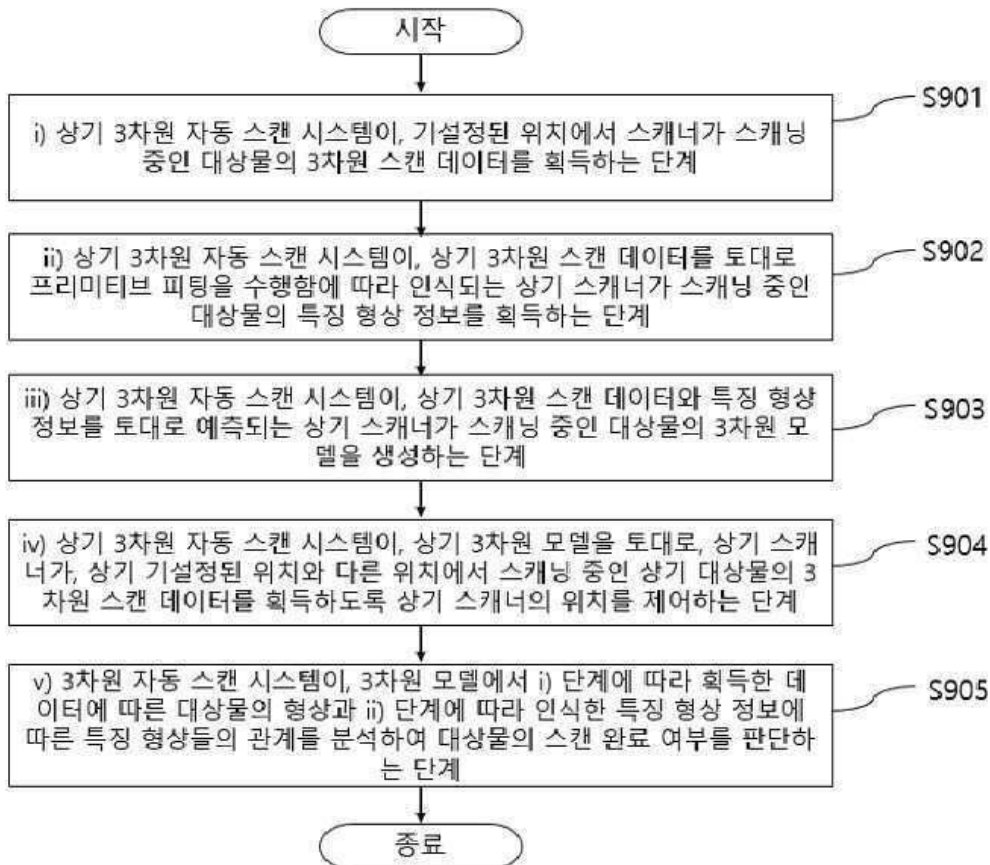 시작
S901
i) 상기 3차원 자동 스캔 시스템이, 기설정된 위치에서 스캐너가 스캐닝
중인 대상물의 3차원 스캔 데이터를 획득하는 단계
S902
ii) 상기 3차원 자동 스캔 시스템이, 상기 3차원 스캔 데이터를 토대로
프리미티브 피팅을 수행함에 따라 인식되는 상기 스캐너가 스캐닝 중인
대상물의 특징 형상 정보를 획득하는 단계
S903
iii) 상기 3차원 자동 스캔 시스템이, 상기 3차원 스캔 데이터와 특징 형상
정보를 토대로 예측되는 상기 스캐너가 스캐닝 중인 대상물의 3차원 모
델을 생성하는 단계
S904
iv) 상기 3차원 자동 스캔 시스템이, 상기 3차원 모델을 토대로, 상기 스캐
너가, 상기 기설정된 위치와 다른 위치에서 스캐닝 중인 상기 대상물의 3
차원 스캔 데이터를 획득하도록 상기 스캐너의 위치를 제어하는 단계
S905
v) 3차원 자동 스캔 시스템이, 3차원 모델에서 i) 단계에 따라 획득한 데
이터에 따른 대상물의 형상과 ii) 단계에 따라 인식한 특징 형상 정보에
따른 특징 형상들의 관계를 분석하여 대상물의 스캔 완료 여부를 판단하
는 단계
종료